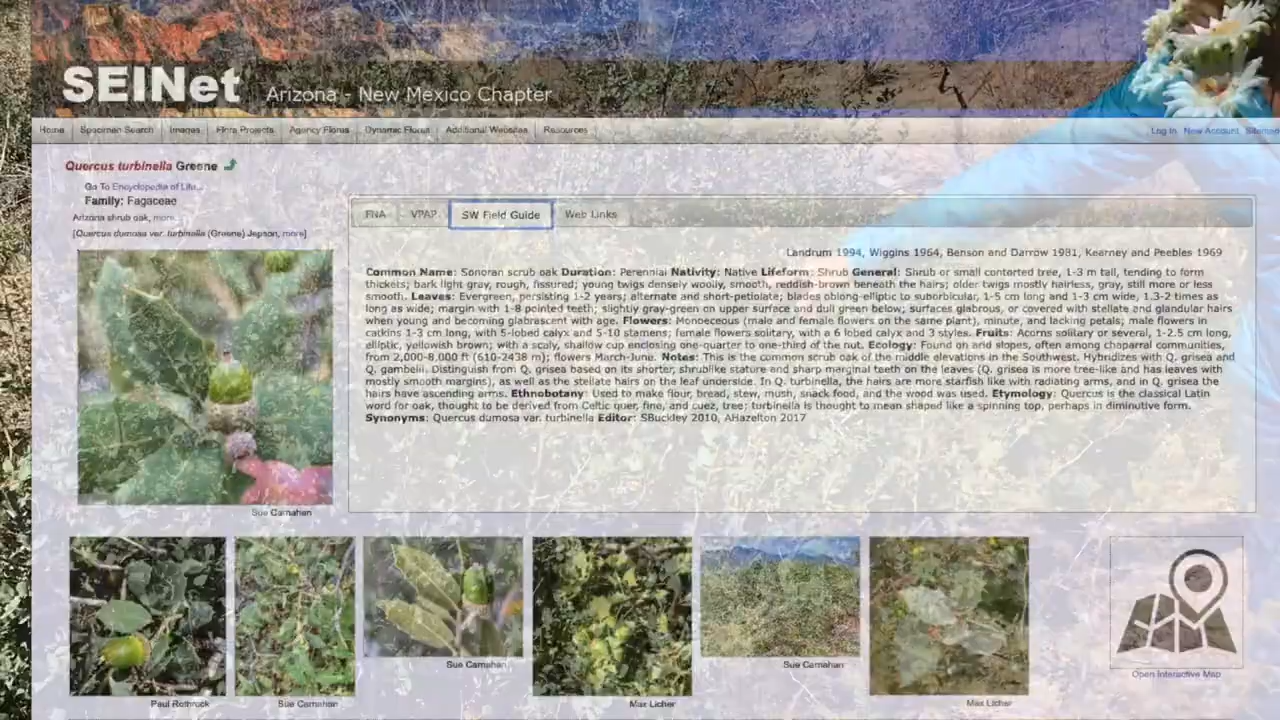 SEINet
Arizona - New Mexico Chapter
Home Specimen Search Images Flora Projects Agency Floras Dynamic Floras Additional Websites Resources
Log In New Account Sitemap
Quercus turbinella Greene
Go To Encyclopedia of Life...
Family: Fagaceae
Arizona shrub oak, more...
[Quercus dumosa var. turbinella (Greene) Jepson, more]
FNA VPAP SW Field Guide Web Links
Landrum 1994, Wiggins 1964, Benson and Darrow 1981, Kearney and Peebles 1969
Common Name: Sonoran scrub oak Duration: Perennial Nativity: Native Lifeform: Shrub General: Shrub or small contorted tree, 1-3 m tall, tending to form
thickets; bark light gray, rough, fissured; young twigs densely woolly, smooth, reddish-brown beneath the hairs; older twigs mostly hairless, gray, still more or less
smooth. Leaves: Evergreen, persisting 1-2 years; alternate and short-petiolate; blades oblong-elliptic to suborbicular, 1-5 cm long and 1-3 cm wide, 1.3-2 times as
long as wide; margin with 1-8 pointed teeth; slightly gray-green on upper surface and dull green below; surfaces glabrous, or covered with stellate and glandular hairs
when young and becoming glabrascent with age. Flowers: Monoeceous (male and female flowers on the same plant), minute, and lacking petals; male flowers in
catkins 1-3 cm long, with 5-lobed calyx and 5-10 stamens; female flowers solitary, with a 6 lobed calyx and 3 styles. Fruits: Acorns solitary or several, 1-2.5 cm long,
elliptic, yellowish brown; with a scaly, shallow cup enclosing one-quarter to one-third of the nut. Ecology: Found on arid slopes, often among chaparral communities,
from 2,000-8,000 ft (610-2438 m); flowers March-June. Notes: This is the common scrub oak of the middle elevations in the Southwest. Hybridizes with Q. grisea and
Q. gambelii. Distinguish from Q. grisea based on its shorter, shrublike stature and sharp marginal teeth on the leaves (Q. grisea is more tree-like and has leaves with
mostly smooth margins), as well as the stellate hairs on the leaf underside. In Q. turbinella, the hairs are more starfish like with radiating arms, and in Q. grisea the
hairs have ascending arms. Ethnobotany: Used to make flour, bread, stew, mush, snack food, and the wood was used. Etymology: Quercus is the classical Latin
word for oak, thought to be derived from Celtic quer, fine, and cuez, tree; turbinella is thought to mean shaped like a spinning top, perhaps in diminutive form.
Synonyms: Quercus dumosa var. turbinella Editor: SBuckley 2010, AHazelton 2017
Sue Carnahan
Sue Carnahan
Sue Carnahan
Open Interactive Map
Paul Rothrock
Sue Carnahan
Max Licher
Max Licher